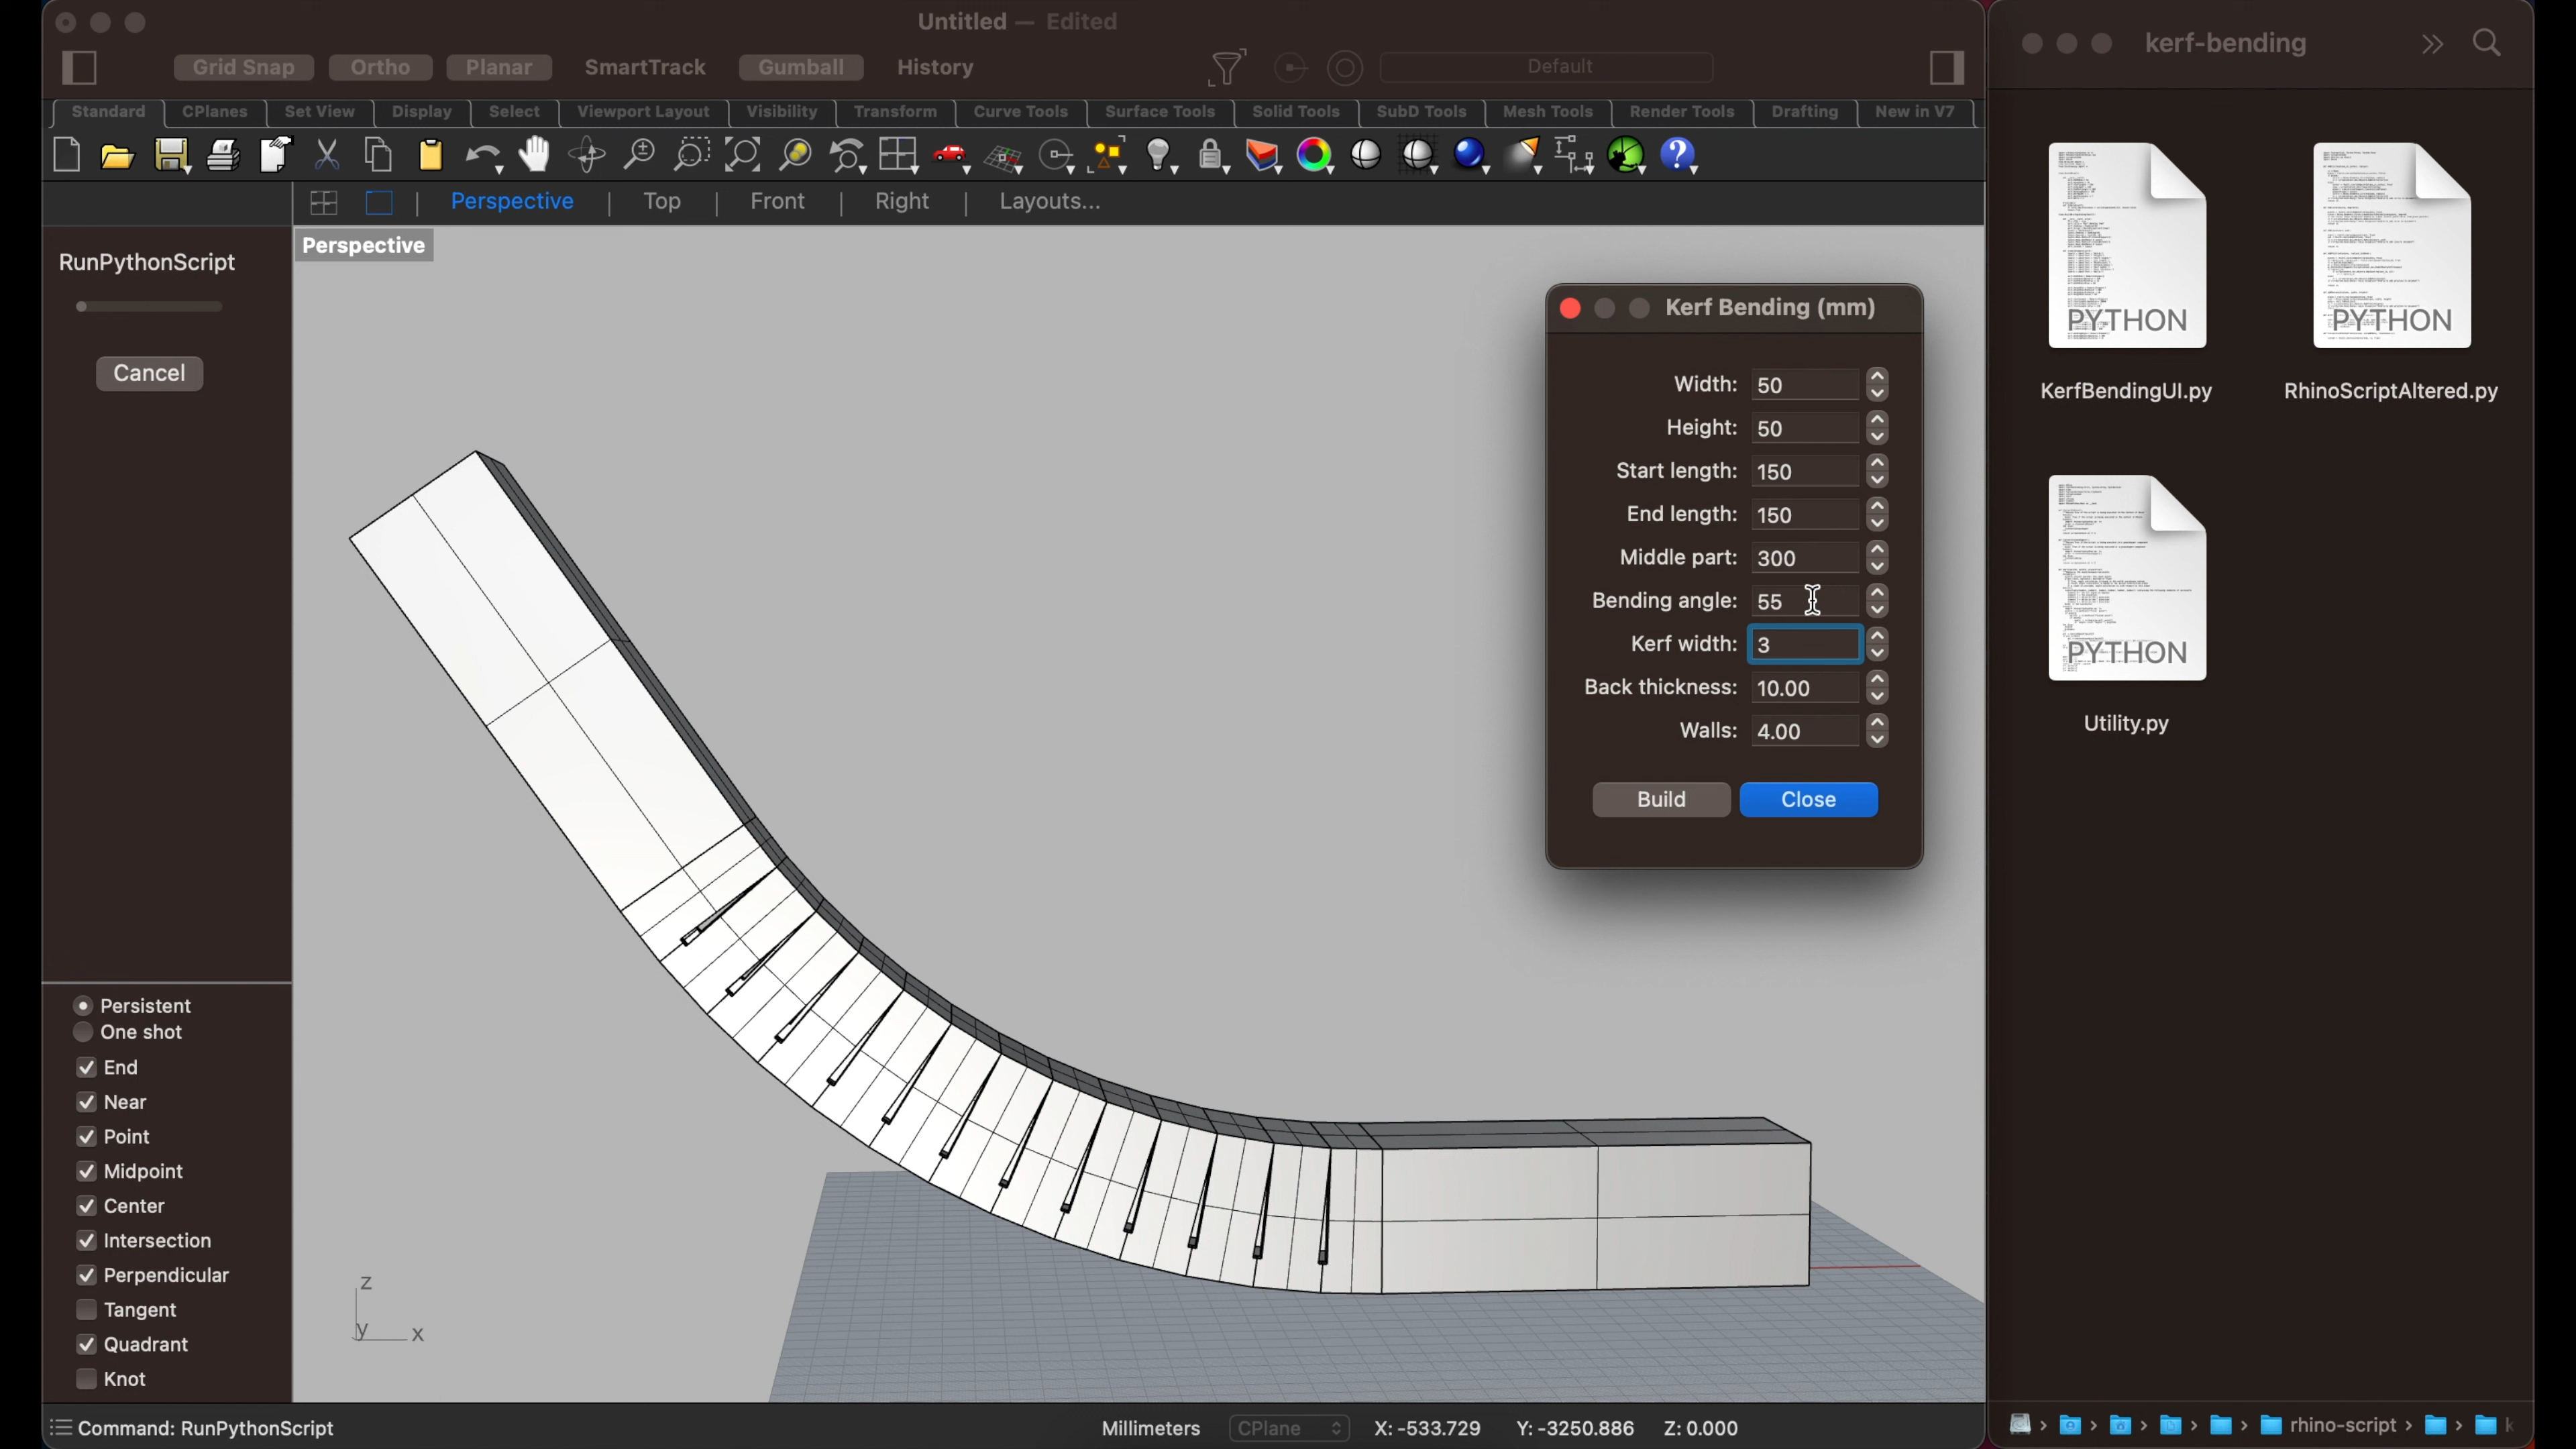 Untitled — Edited
Grid Snap Ortho Planar SmartTrack Gumball History Default
Standard CPlanes Set View Display Select Viewport Layout Visibility Transform Curve Tools Surface Tools Solid Tools SubD Tools Mesh Tools Render Tools Drafting New in V7
Perspective Top Front Right Layouts...
RunPythonScript
Cancel
Persistent
One shot
End
Near
Point
Midpoint
Center
Intersection
Perpendicular
Tangent
Quadrant
Knot
Perspective
z
y x
Kerf Bending (mm)
Width: 50
Height: 50
Start length: 150
End length: 150
Middle part: 300
Bending angle: 55
Kerf width: 3
Back thickness: 10.00
Walls: 4.00
Build Close
Command: RunPythonScript Millimeters CPlane X: -533.729 Y: -3250.886 Z: 0.000
kerf-bending
PYTHON PYTHON
KerfBendingUI.py RhinoScriptAltered.py
PYTHON
Utility.py
rhino-script